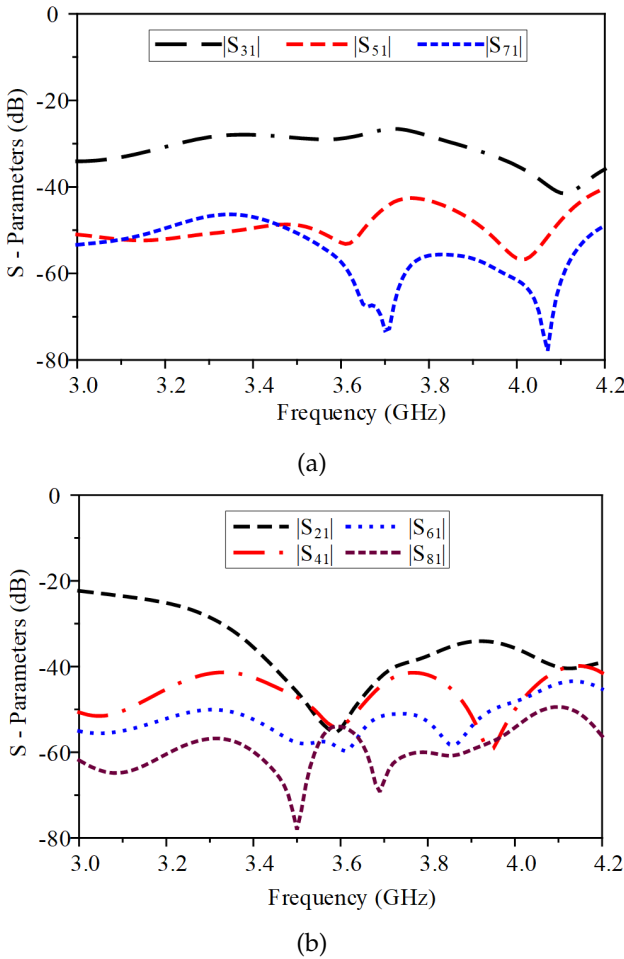 0
|S31| |S51| |S71|
-20
-40
-60
-80
S - Parameters (dB)
3.0 3.2 3.4 3.6 3.8 4.0 4.2
Frequency (GHz)
(a)
0
|S21| |S61|
|S41| |S81|
-20
-40
-60
-80
S - Parameters (dB)
3.0 3.2 3.4 3.6 3.8 4.0 4.2
Frequency (GHz)
(b)